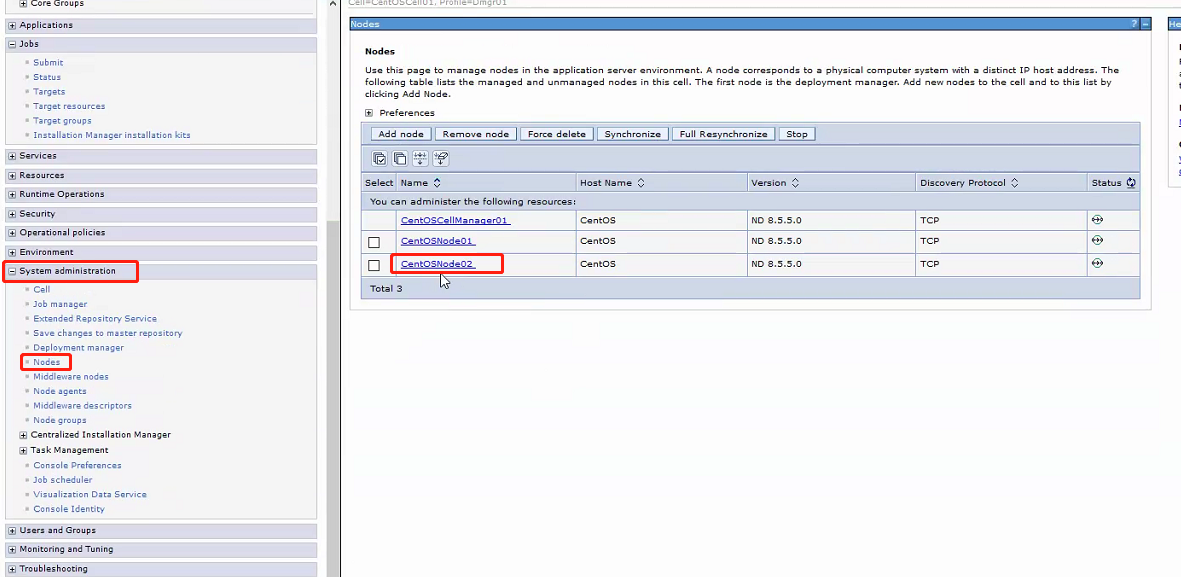 Core Groups
Applications
Jobs
Submit
Status
Targets
Target resources
Target groups
Installation Manager installation kits
Services
Resources
Runtime Operations
Security
Operational policies
Environment
System administration
Cell
Job manager
Extended Repository Service
Save changes to master repository
Deployment manager
Nodes
Middleware nodes
Node agents
Middleware descriptors
Node groups
Centralized Installation Manager
Task Management
Console Preferences
Job scheduler
Visualization Data Service
Console Identity
Users and Groups
Monitoring and Tuning
Troubleshooting
Cell=CentOSCell01, Profile=Dmgr01
Nodes ? –
Nodes
Use this page to manage nodes in the application server environment. A node corresponds to a physical computer system with a distinct IP host address. The
following table lists the managed and unmanaged nodes in this cell. The first node is the deployment manager. Add new nodes to the cell and to this list by
clicking Add Node.
Preferences
Add node Remove node Force delete Synchronize Full Resynchronize Stop
Select Name Host Name Version Discovery Protocol Status
You can administer the following resources:
CentOSCellManager01 CentOS ND 8.5.5.0 TCP
CentOSNode01 CentOS ND 8.5.5.0 TCP
CentOSNode02 CentOS ND 8.5.5.0 TCP
Total 3